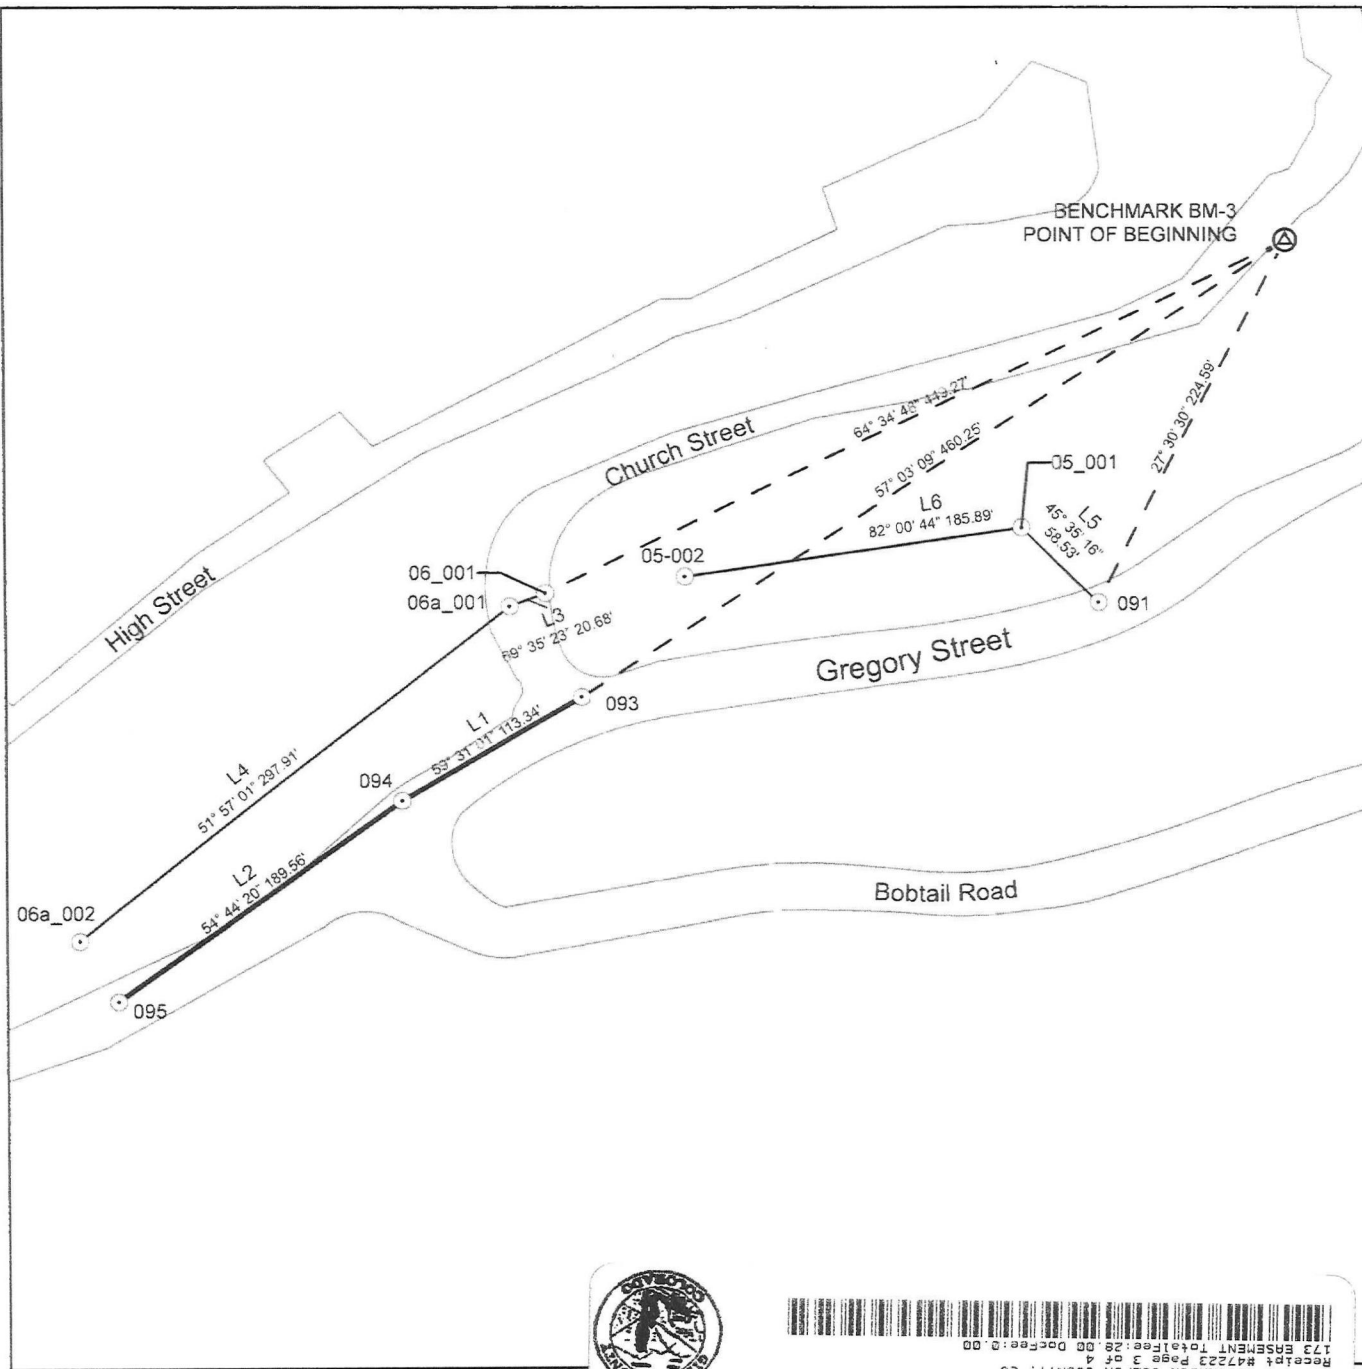 BENCHMARK BM-3
POINT OF BEGINNING
64° 34' 48" 449.27'
Church Street
57° 03' 09" 460.25'
27° 30' 30" 224.59'
05_001
L6
82° 00' 44" 185.89'
L5
45° 35' 16"
58.53'
05-002
06_001
06a_001
L3
69° 35' 23" 20.68'
091
High Street
Gregory Street
093
L1
59° 31' 01" 113.34'
094
L4
51° 57' 01" 297.91'
L2
54° 44' 20" 189.56'
Bobtail Road
06a_002
095
COLORADO
173 EASEMENT TotalFee:28.00 DocFee:0.00
Receipt #47223 Page 3 of 4